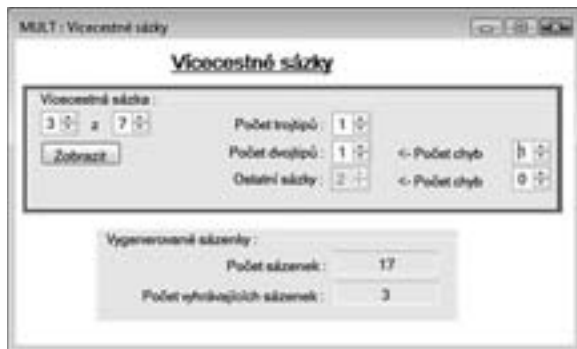 MULT : Vícecestné sázky
Vícecestné sázky
Vícecestná sázka :
3 z 7 Počet trojtipů : 1
Zobrazit Počet dvojtipů : 1 <- Počet chyb 1
Ostatní sázky : 2 <- Počet chyb 0
Vygenerované sázenky :
Počet sázenek : 17
Počet vyhrávajících sázenek : 3